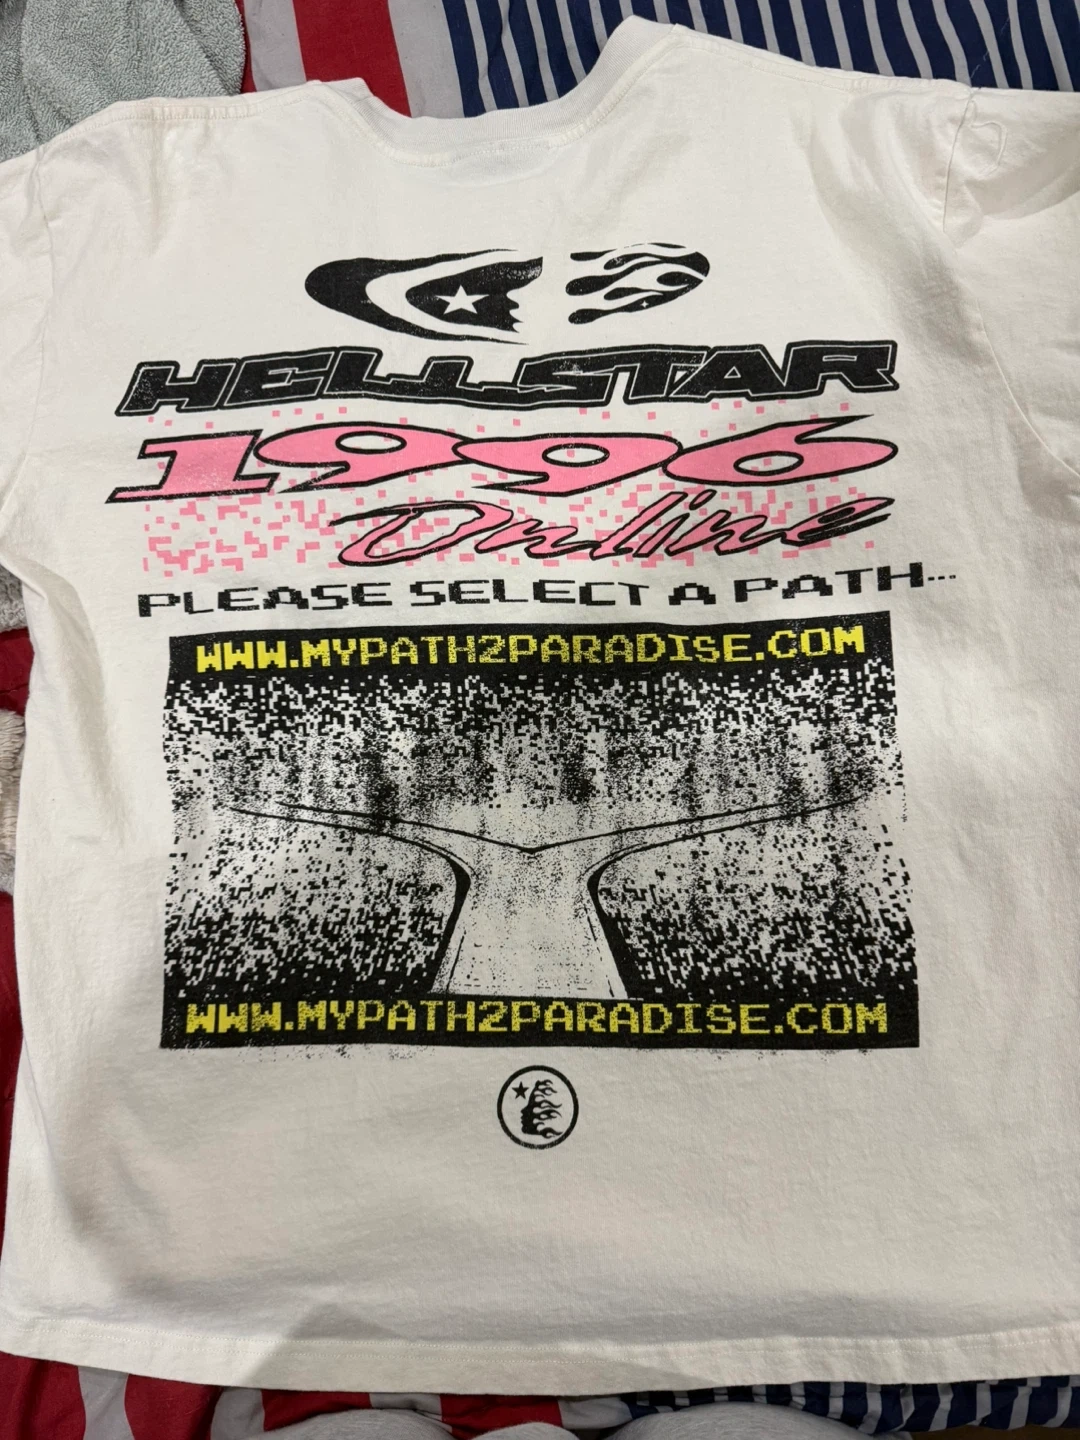 HELLSTAR
1996
Online
PLEASE SELECT A PATH...
WWW.MYPATH2PARADISE.COM
WWW.MYPATH2PARADISE.COM